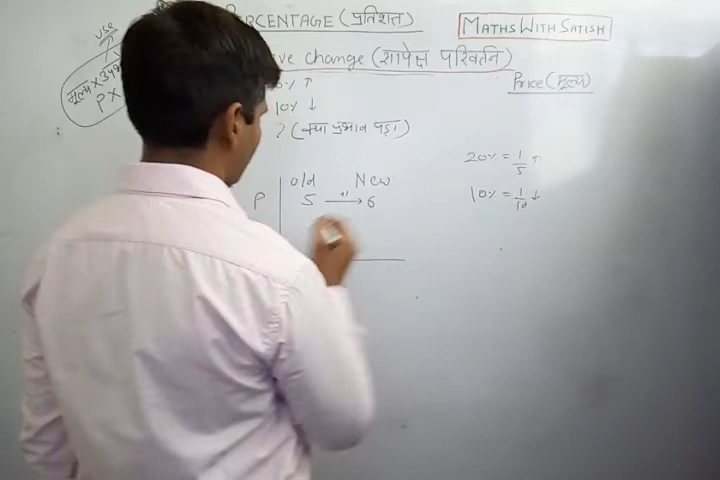 PERCENTAGE (प्रतिशत)
MATHS WITH SATISH
ve change (सापेक्ष परिवर्तन)
Price (मूल्य)
USE
मूल्य ×
P ×
% ↑
10% ↓
? (क्या प्रभाव पड़ा)
20% = 1/5 ↑
10% = 1/10 ↓
old New
P 5 +1 → 6